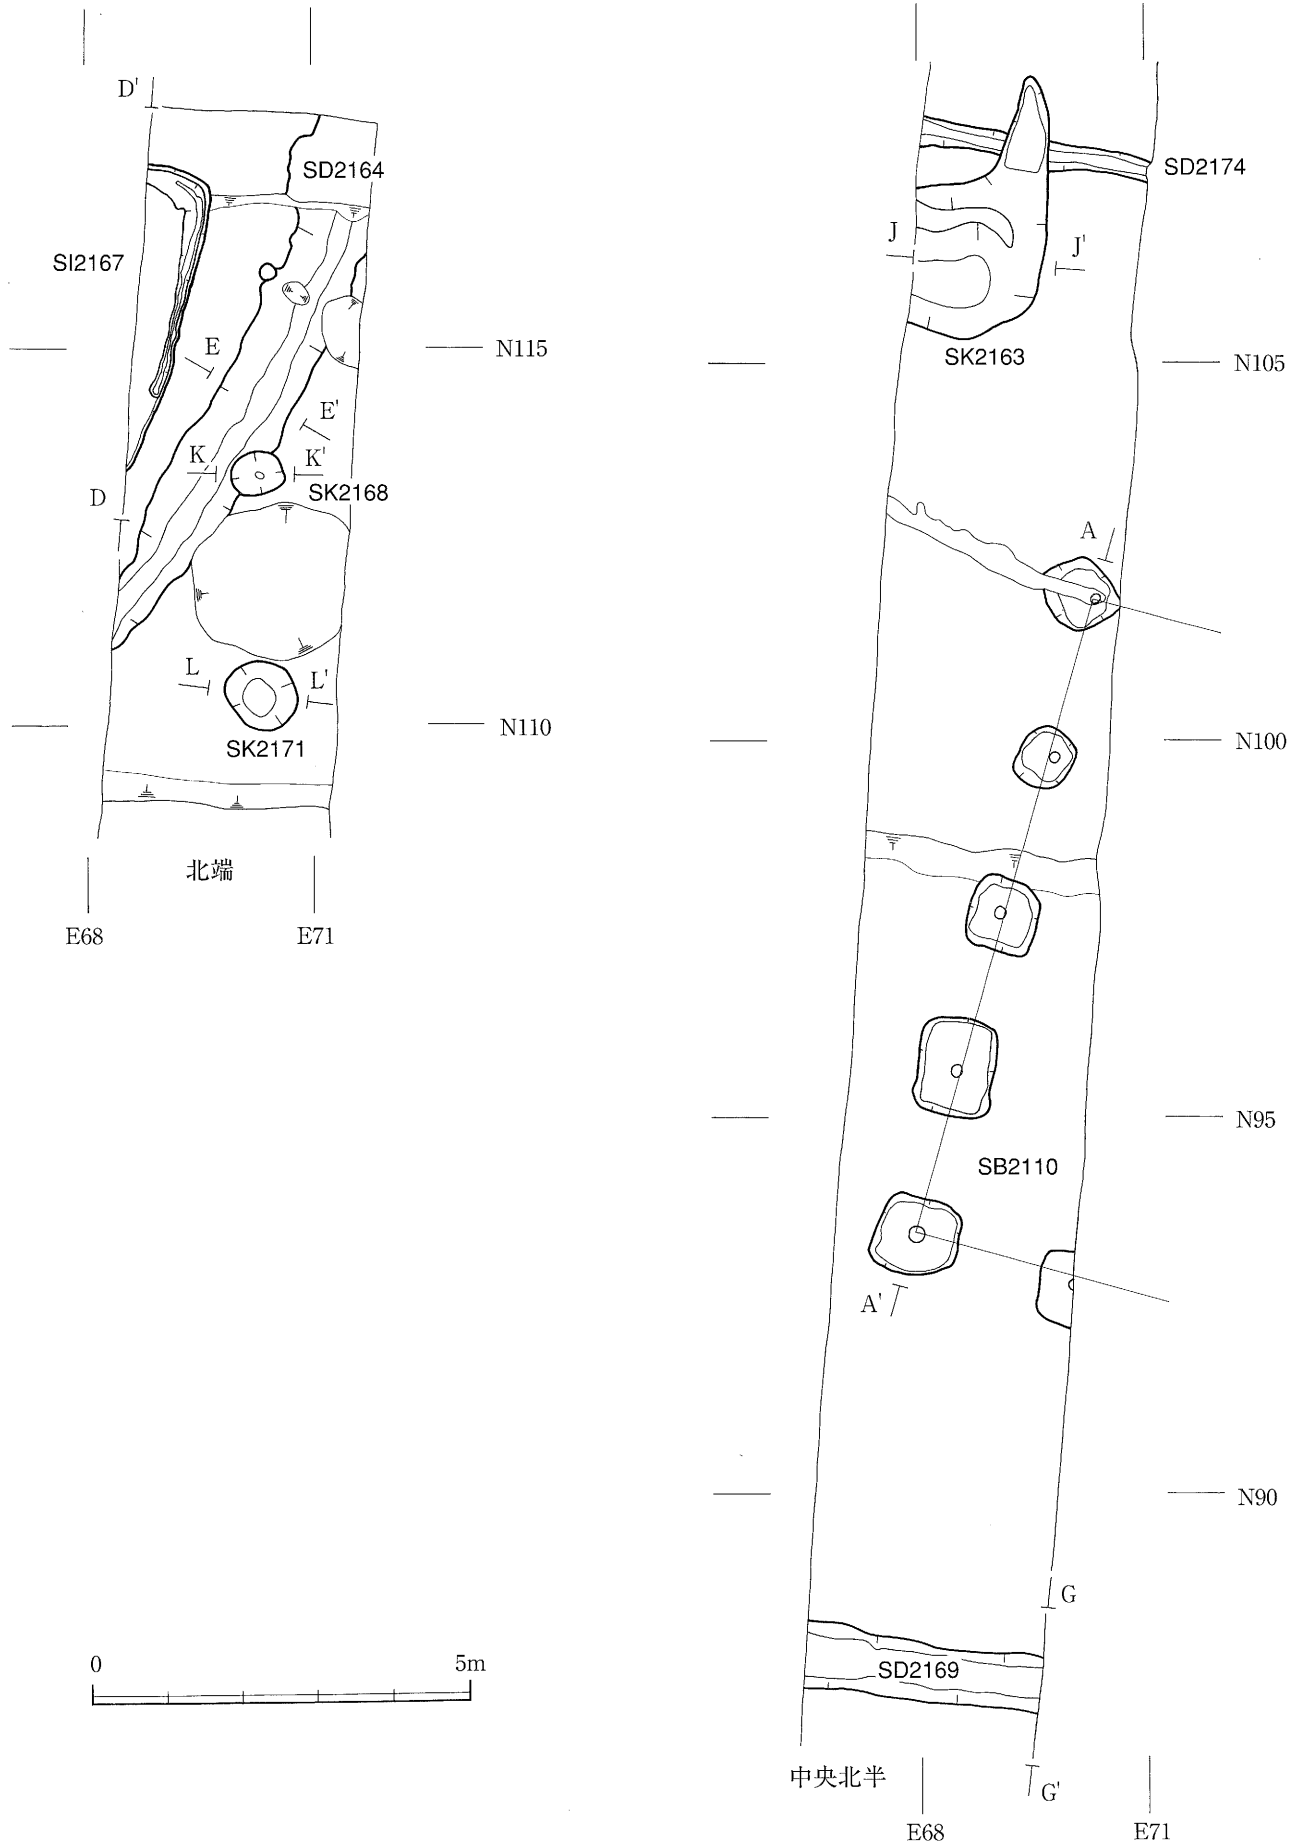 D'
SD2164
SI2167
E
N115
E'
K
K'
SK2168
D
L
L'
N110
SK2171
北端
E68
E71
0
5m
SD2174
J
J'
SK2163
N105
A
N100
N95
SB2110
A'
N90
G
SD2169
中央北半
G'
E68
E71